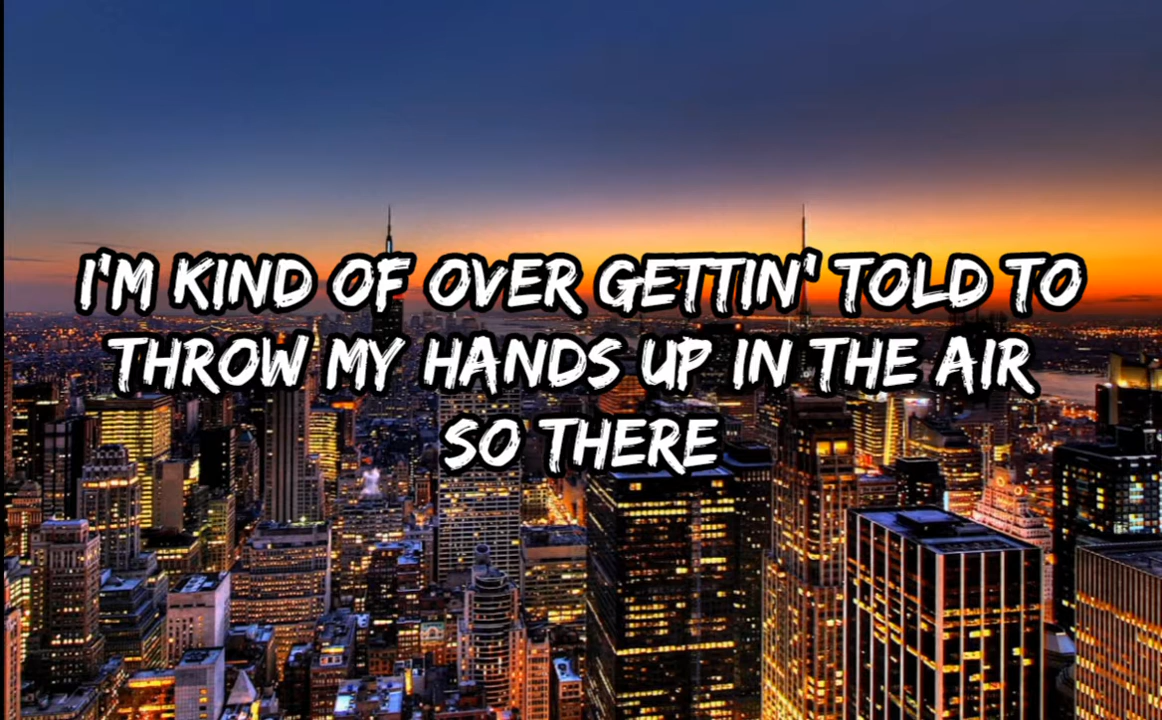 I'M KIND OF OVER GETTIN' TOLD TO
THROW MY HANDS UP IN THE AIR
SO THERE